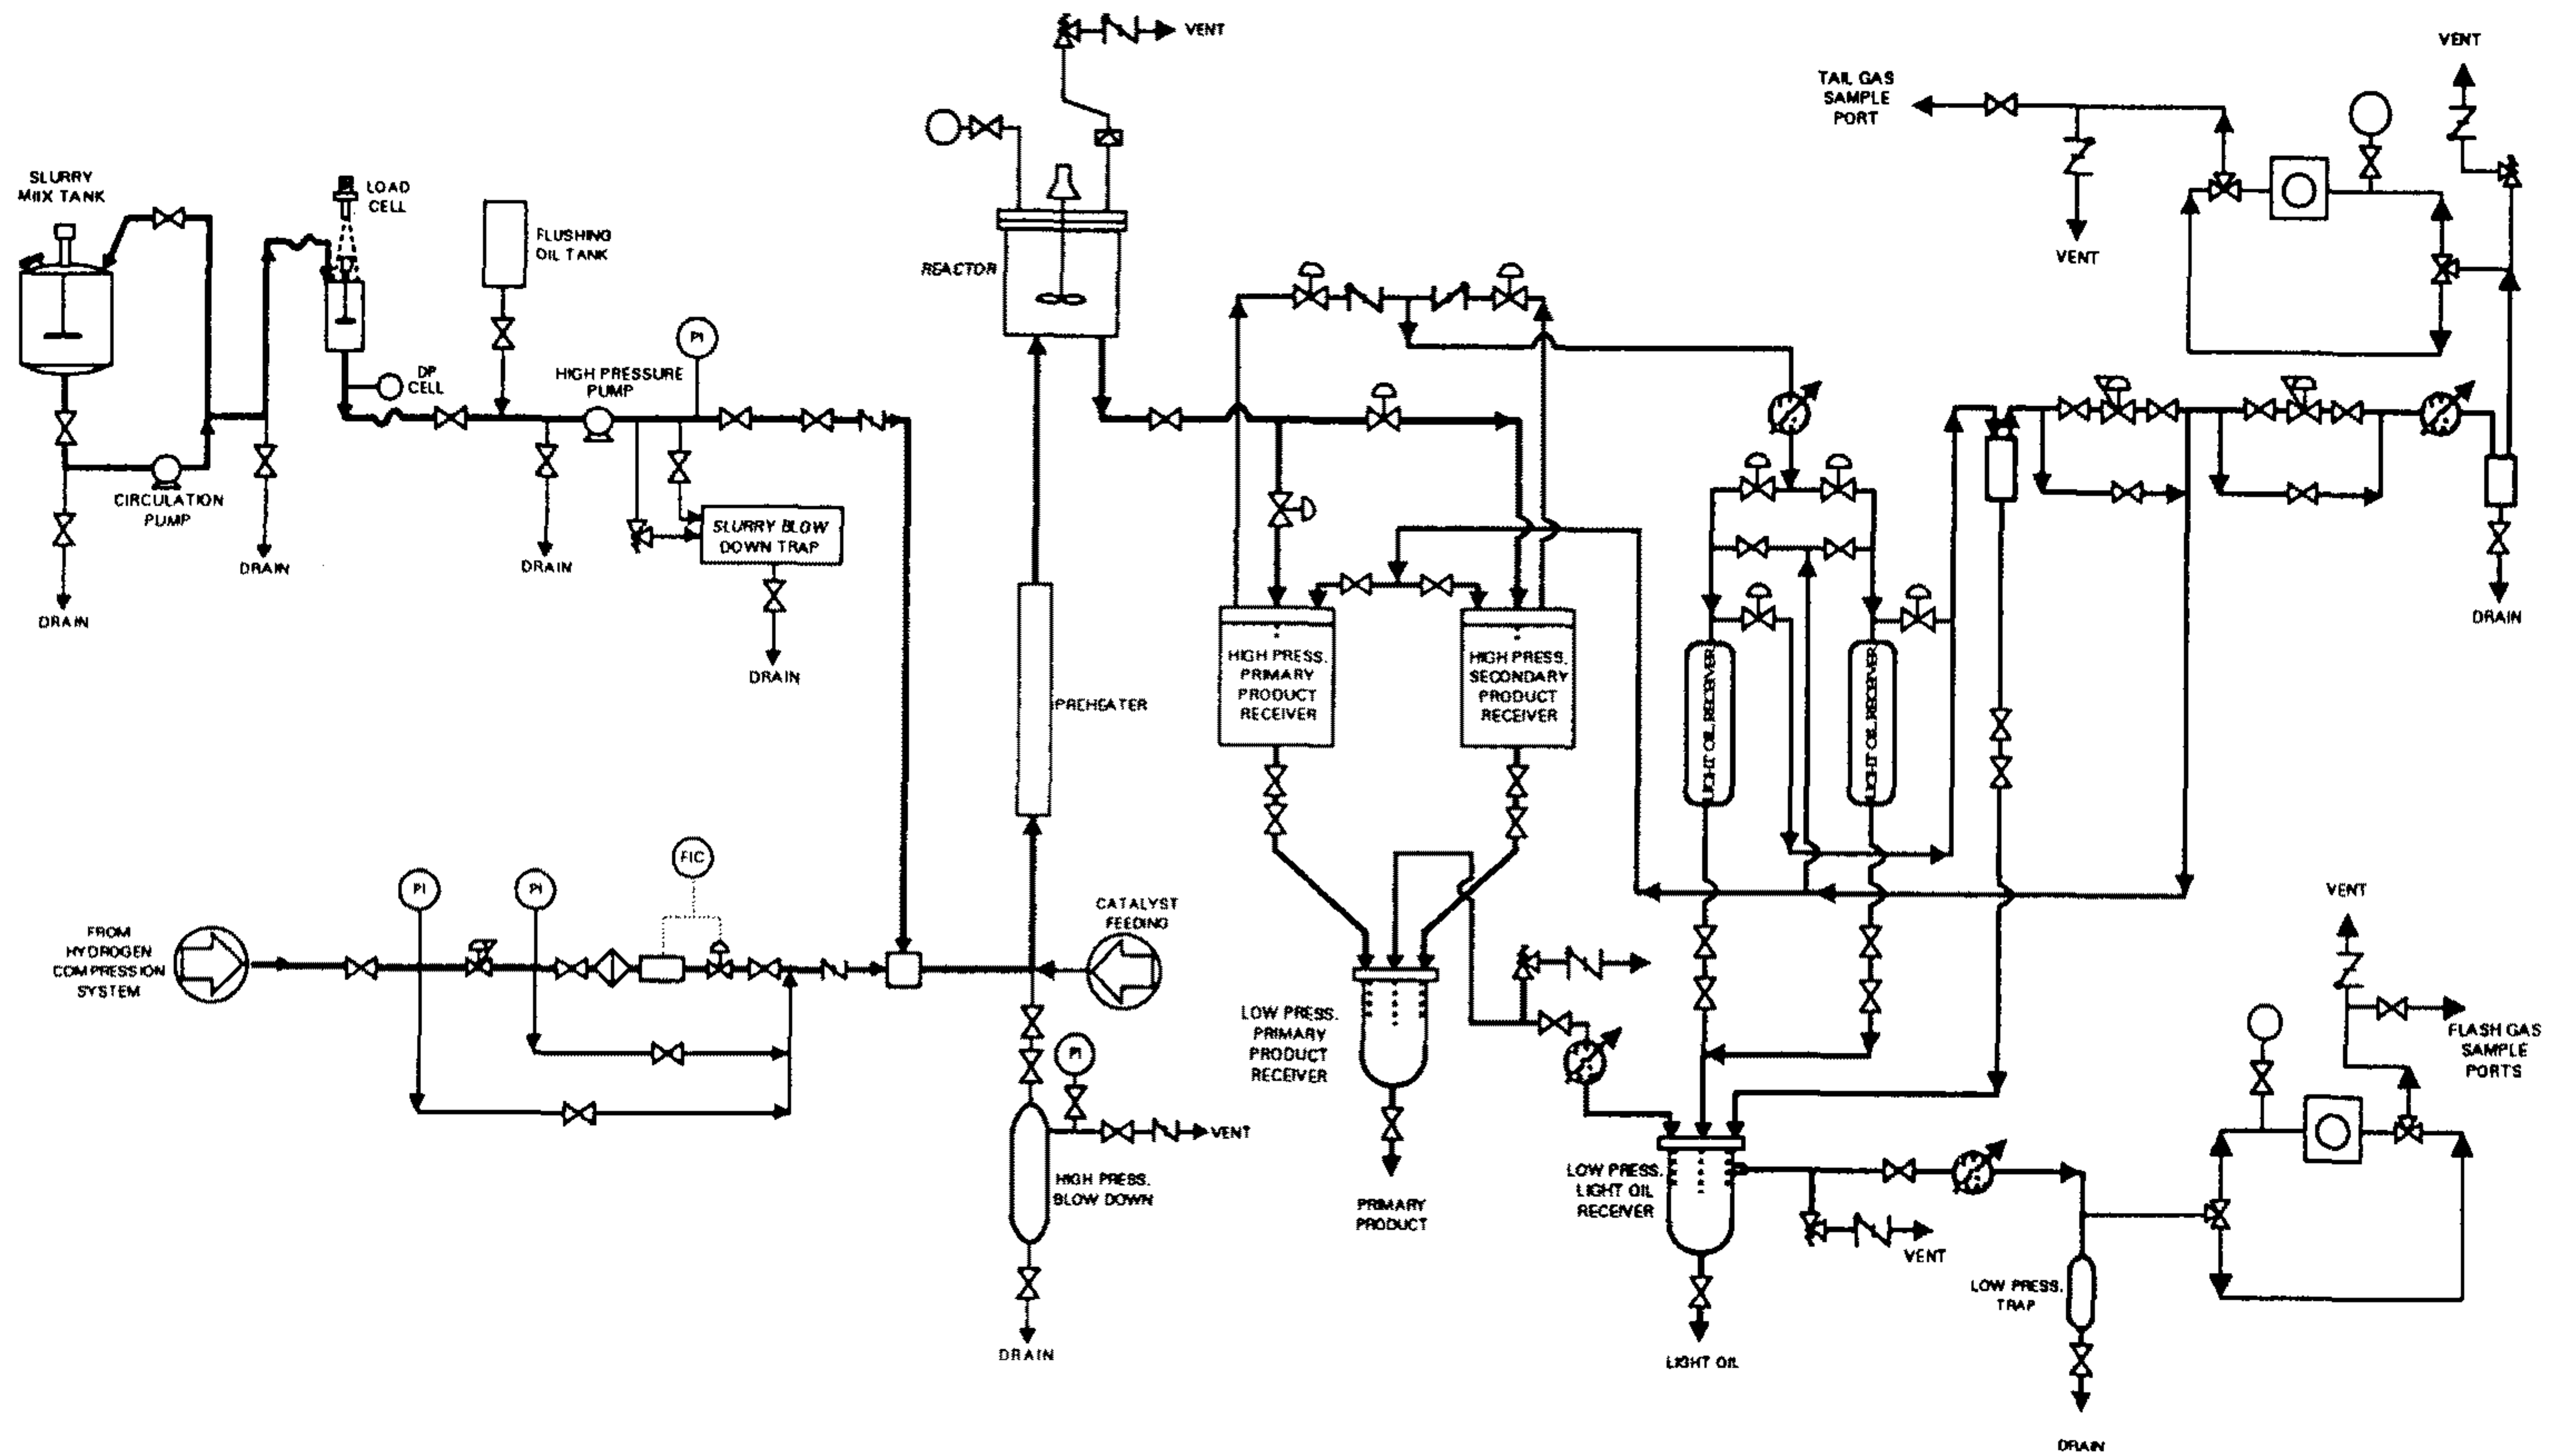 VENT
VENT
TAIL GAS
SAMPLE
PORT
SLURRY
MIIX TANK
LOAD
CELL
FLUSHING
OIL TANK
REACTOR
VENT
DP
CELL
HIGH PRESSURE
PUMP
PI
CIRCULATION
PUMP
SLURRY BLOW
DOWN TRAP
DRAIN
DRAIN
DRAIN
DRAIN
DRAIN
HIGH PRESS.
PRIMARY
PRODUCT
RECEIVER
HIGH PRESS.
SECONDARY
PRODUCT
RECEIVER
LIGHT OIL RECEIVER
LIGHT OIL RECEIVER
PREHEATER
FIC
PI
PI
FROM
HYDROGEN
COMPRESSION
SYSTEM
CATALYST
FEEDING
VENT
LOW PRESS.
PRIMARY
PRODUCT
RECEIVER
FLASH GAS
SAMPLE
PORTS
PI
VENT
HIGH PRESS.
BLOW DOWN
PRIMARY
PRODUCT
LOW PRESS.
LIGHT OIL
RECEIVER
VENT
LOW PRESS.
TRAP
DRAIN
LIGHT OIL
DRAIN